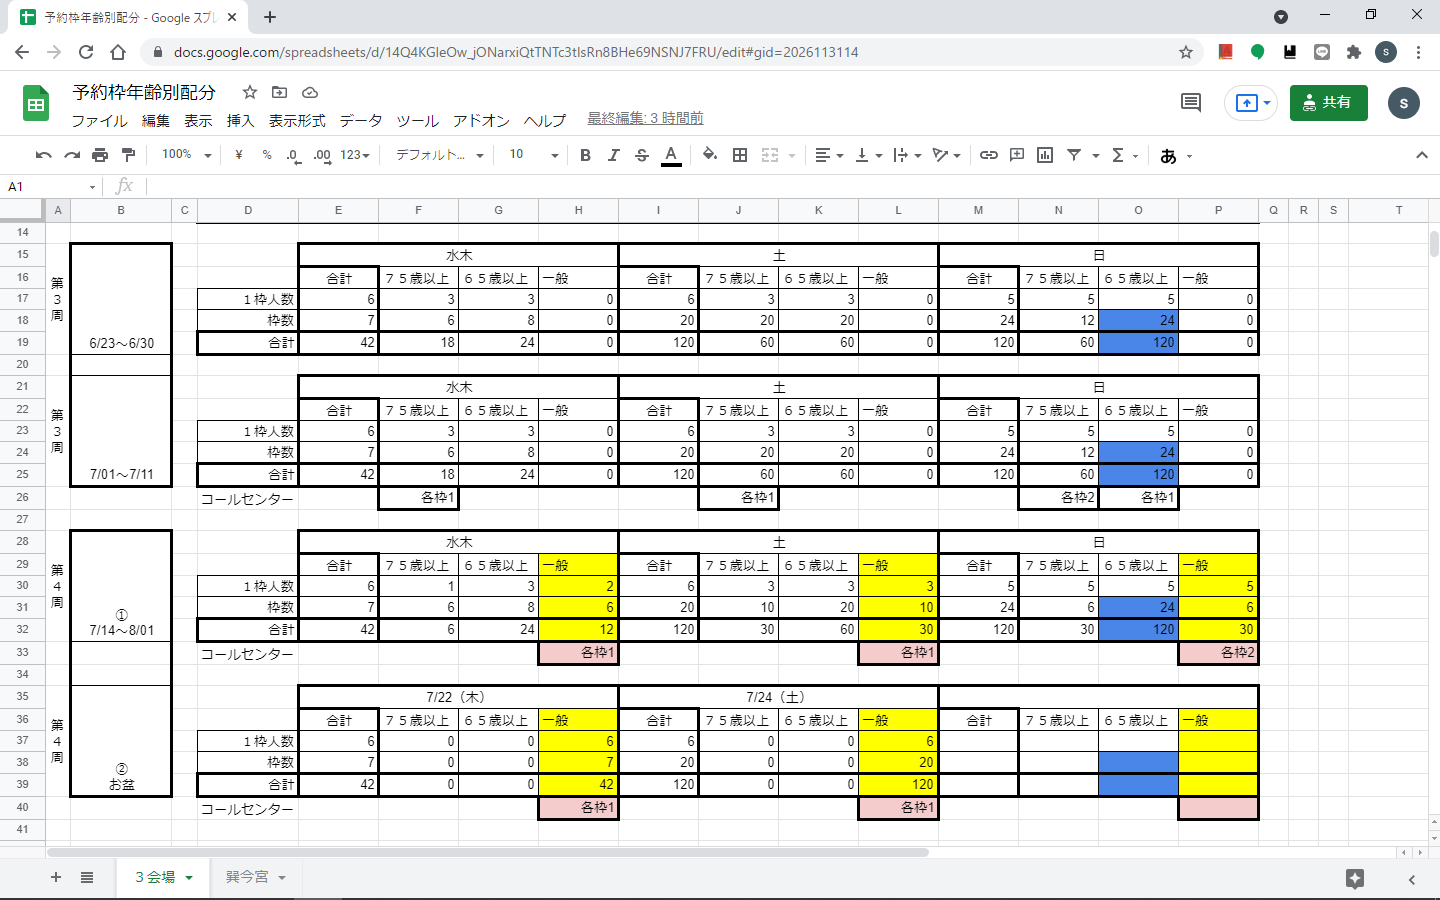 予約枠年齢別配分 - Google スプレ
docs.google.com/spreadsheets/d/14Q4KGIeOw_jONarxiQtTNTc3tIsRn8BHe69NSNJ7FRU/edit#gid=2026113114
予約枠年齢別配分
ファイル 編集 表示 挿入 表示形式 データ ツール アドオン ヘルプ 最終編集: 3 時間前
共有
S
100% ¥ % .0 .00 123 デフォルト... 10 B I S A あ
A1 fx
A B C D E F G H I J K L M N O P Q R S T
14
15 水木 土 日
16 合計 ７５歳以上 ６５歳以上 一般 合計 ７５歳以上 ６５歳以上 一般 合計 ７５歳以上 ６５歳以上 一般
17 １枠人数 6 3 3 0 6 3 3 0 5 5 5 0
18 枠数 7 6 8 0 20 20 20 0 24 12 24 0
19 第３周 6/23～6/30 合計 42 18 24 0 120 60 60 0 120 60 120 0
20
21 水木 土 日
22 合計 ７５歳以上 ６５歳以上 一般 合計 ７５歳以上 ６５歳以上 一般 合計 ７５歳以上 ６５歳以上 一般
23 １枠人数 6 3 3 0 6 3 3 0 5 5 5 0
24 枠数 7 6 8 0 20 20 20 0 24 12 24 0
25 第３周 7/01～7/11 合計 42 18 24 0 120 60 60 0 120 60 120 0
26 コールセンター 各枠1 各枠1 各枠2 各枠1
27
28 水木 土 日
29 合計 ７５歳以上 ６５歳以上 一般 合計 ７５歳以上 ６５歳以上 一般 合計 ７５歳以上 ６５歳以上 一般
30 １枠人数 6 1 3 2 6 3 3 3 5 5 5 5
31 枠数 7 6 8 6 20 10 20 10 24 6 24 6
32 第４周 ① 7/14～8/01 合計 42 6 24 12 120 30 60 30 120 30 120 30
33 コールセンター 各枠1 各枠1 各枠2
34
35 7/22（木） 7/24（土）
36 合計 ７５歳以上 ６５歳以上 一般 合計 ７５歳以上 ６５歳以上 一般 合計 ７５歳以上 ６５歳以上 一般
37 １枠人数 6 0 0 6 6 0 0 6
38 枠数 7 0 0 7 20 0 0 20
39 第４周 ② お盆 合計 42 0 0 42 120 0 0 120
40 コールセンター 各枠1 各枠1
41
３会場 巽今宮